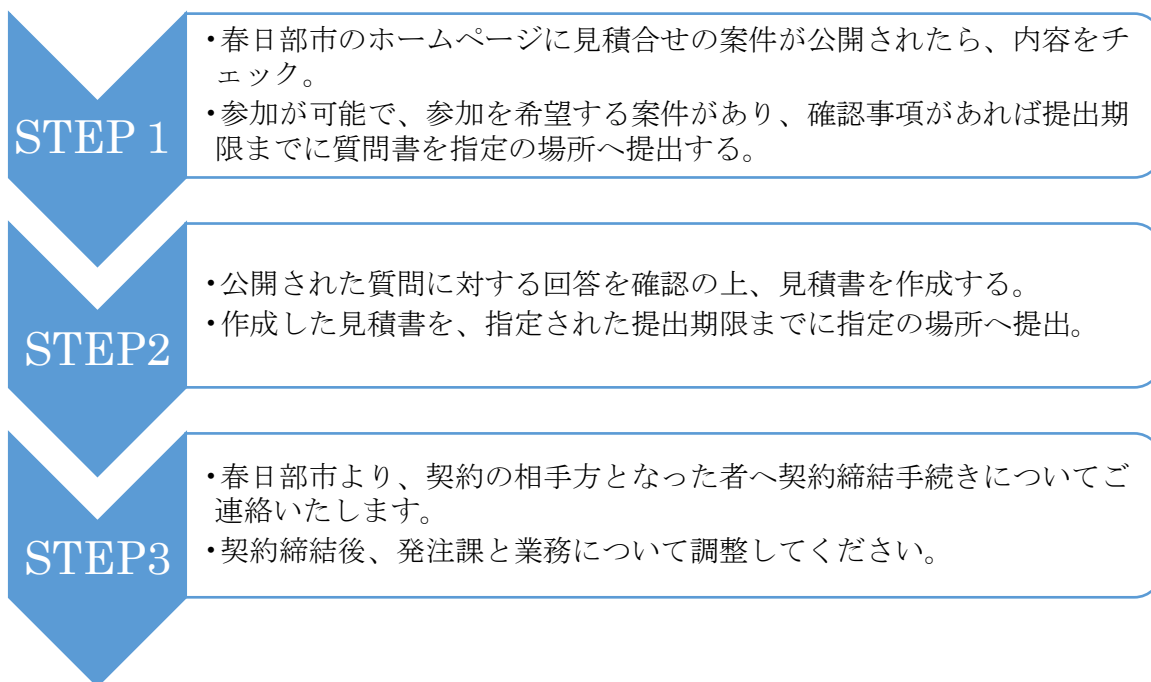 STEP 1
・春日部市のホームページに見積合せの案件が公開されたら、内容をチ
ェック。
・参加が可能で、参加を希望する案件があり、確認事項があれば提出期
限までに質問書を指定の場所へ提出する。
STEP2
・公開された質問に対する回答を確認の上、見積書を作成する。
・作成した見積書を、指定された提出期限までに指定の場所へ提出。
STEP3
・春日部市より、契約の相手方となった者へ契約締結手続きについてご
連絡いたします。
・契約締結後、発注課と業務について調整してください。